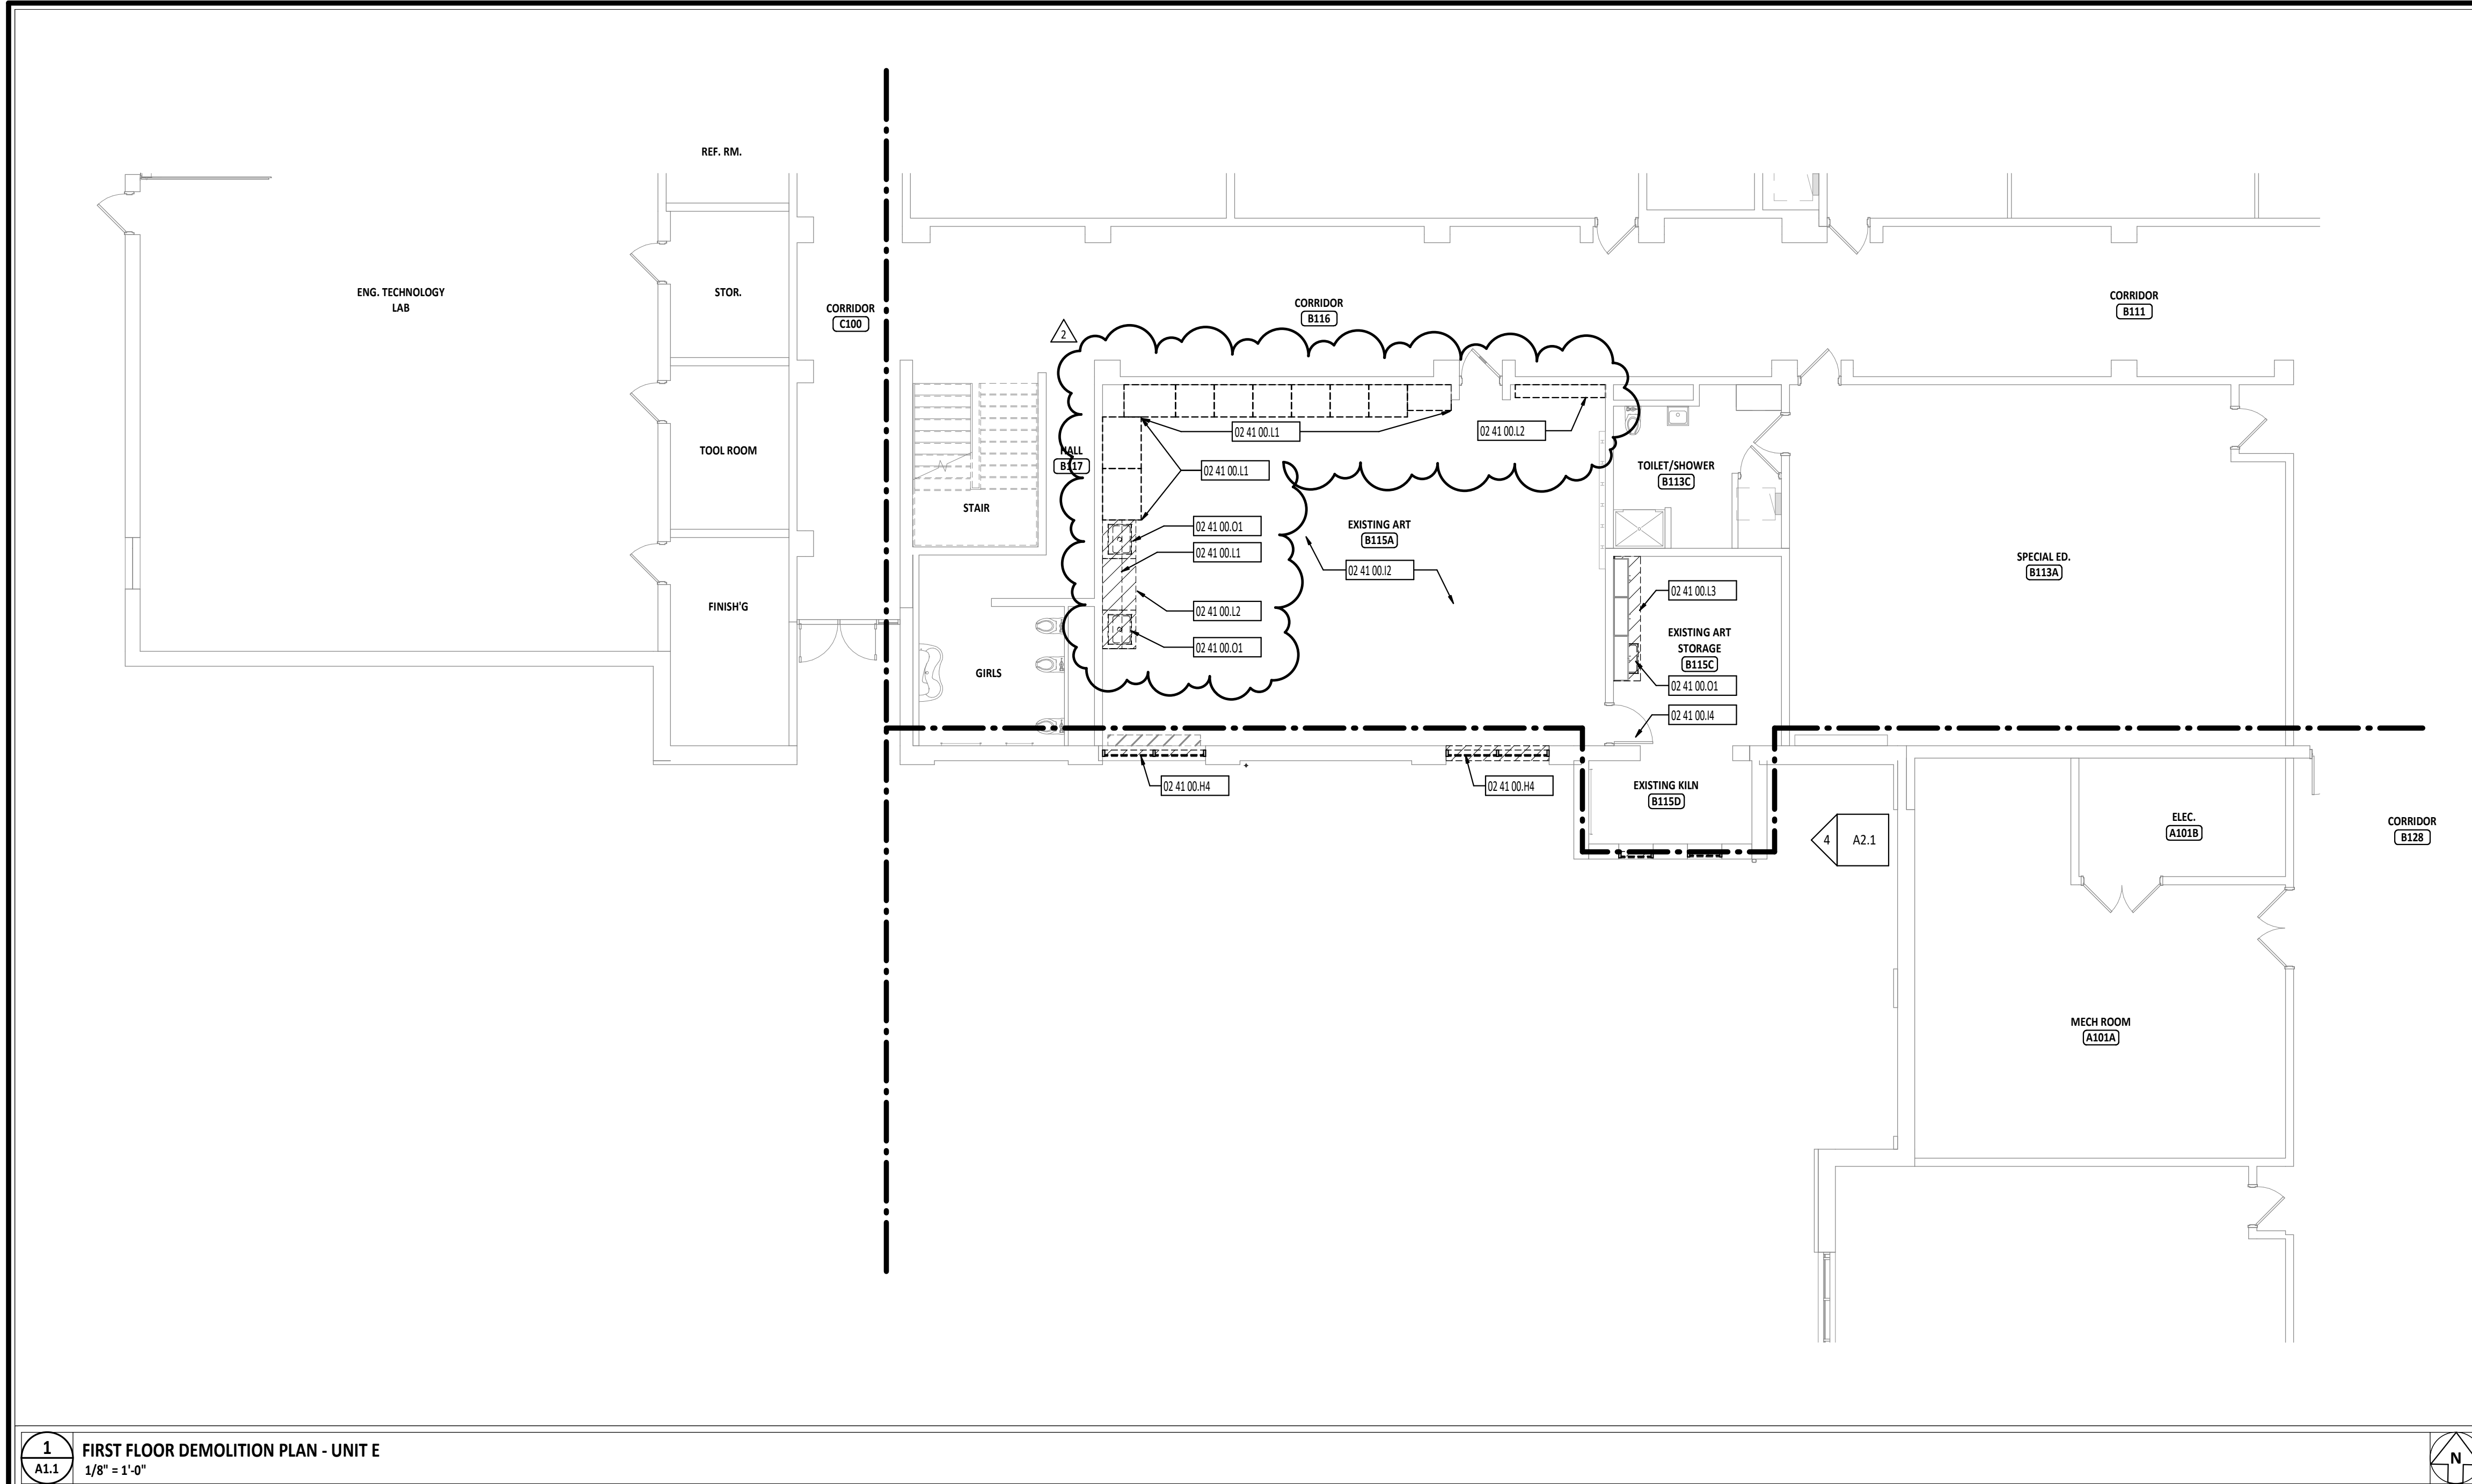 REF. RM.
ENG. TECHNOLOGY
LAB
STOR.
CORRIDOR
C100
CORRIDOR
B116
CORRIDOR
B111
2
TOOL ROOM
HALL
B117
STAIR
02 41 00.L1
02 41 00.L2
02 41 00.L1
TOILET/SHOWER
B113C
02 41 00.O1
02 41 00.L1
EXISTING ART
B115A
02 41 00.I2
SPECIAL ED.
B113A
FINISH'G
02 41 00.L2
02 41 00.O1
02 41 00.L3
EXISTING ART
STORAGE
B115C
GIRLS
02 41 00.O1
02 41 00.I4
02 41 00.H4
02 41 00.H4
EXISTING KILN
B115D
4
A2.1
ELEC.
A101B
CORRIDOR
B128
MECH ROOM
A101A
1
A1.1
FIRST FLOOR DEMOLITION PLAN - UNIT E
1/8" = 1'-0"
N